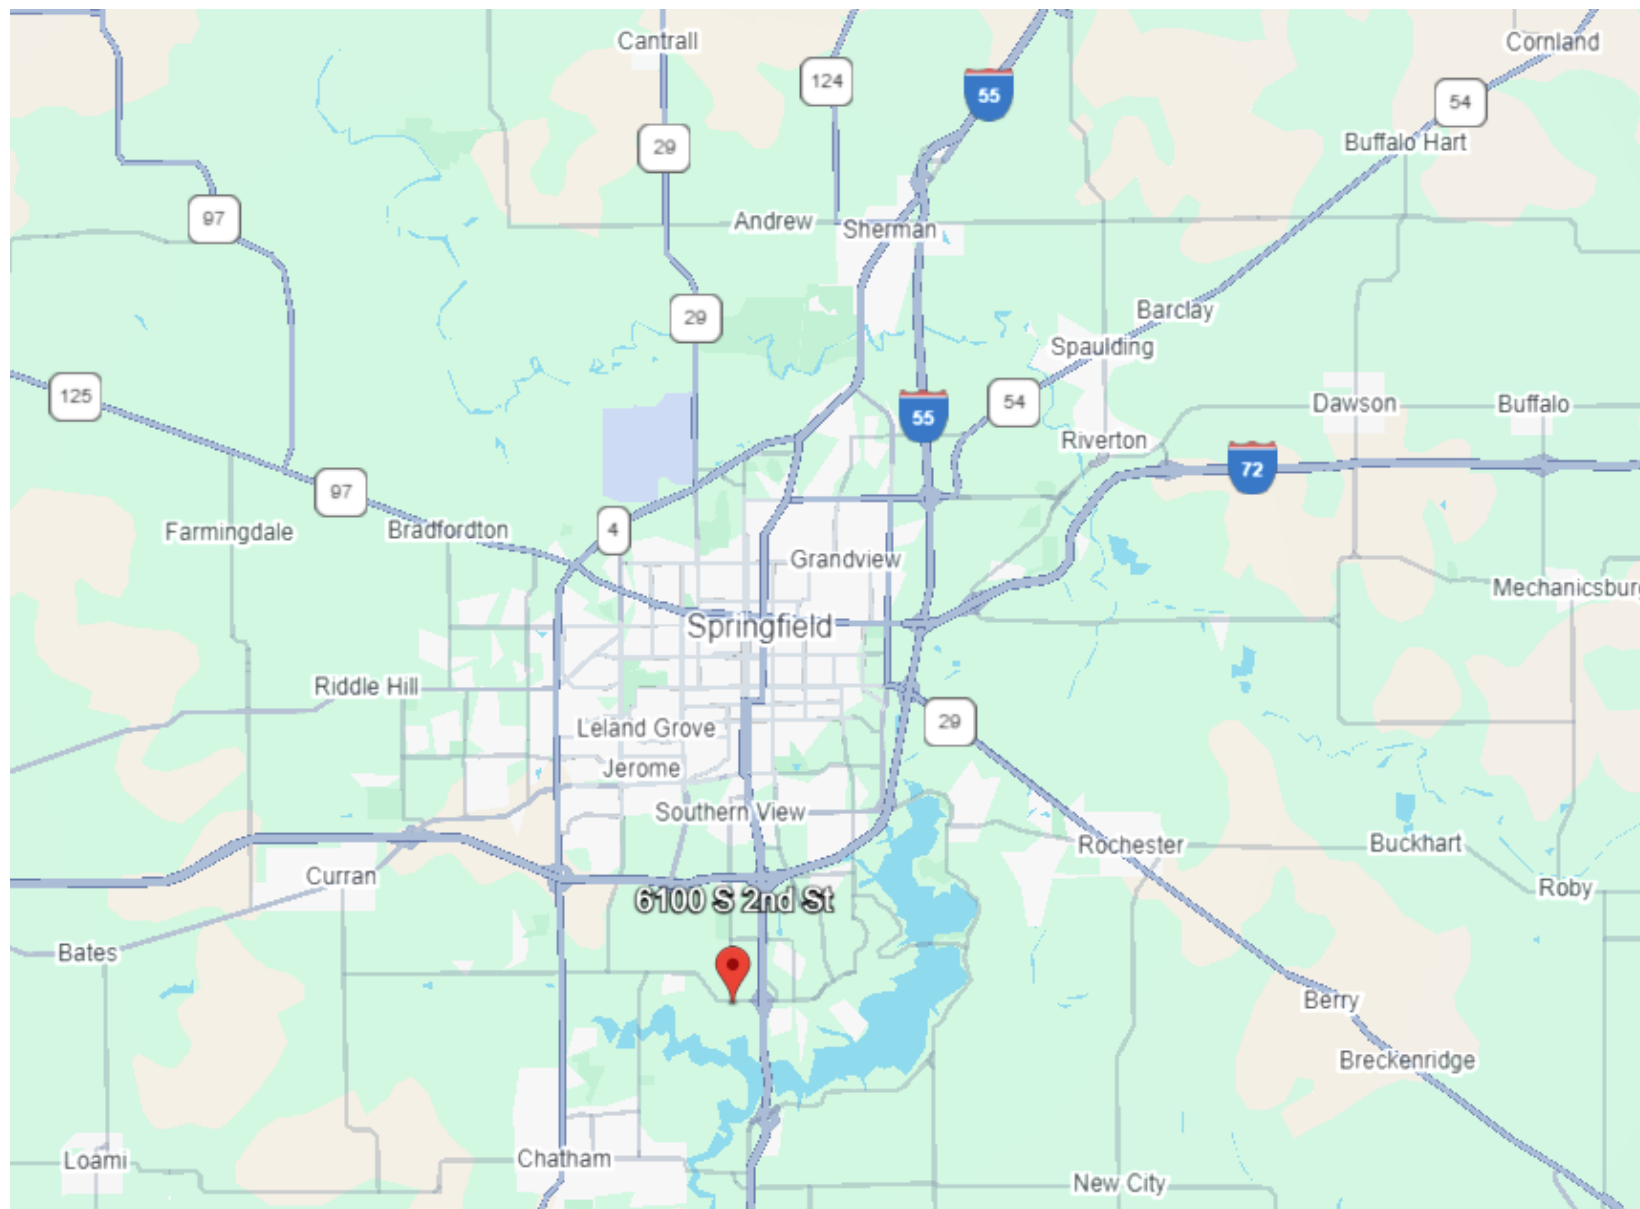 Cantrall
Cornland
124
55
54
29
Buffalo Hart
97
Andrew
Sherman
29
Barclay
Spaulding
125
54
55
Dawson
Buffalo
Riverton
72
97
Farmingdale
Bradfordton
4
Grandview
Mechanicsburg
Springfield
Riddle Hill
29
Leland Grove
Jerome
Southern View
Rochester
Buckhart
Curran
Roby
6100 S 2nd St
Bates
Berry
Breckenridge
Loami
Chatham
New City